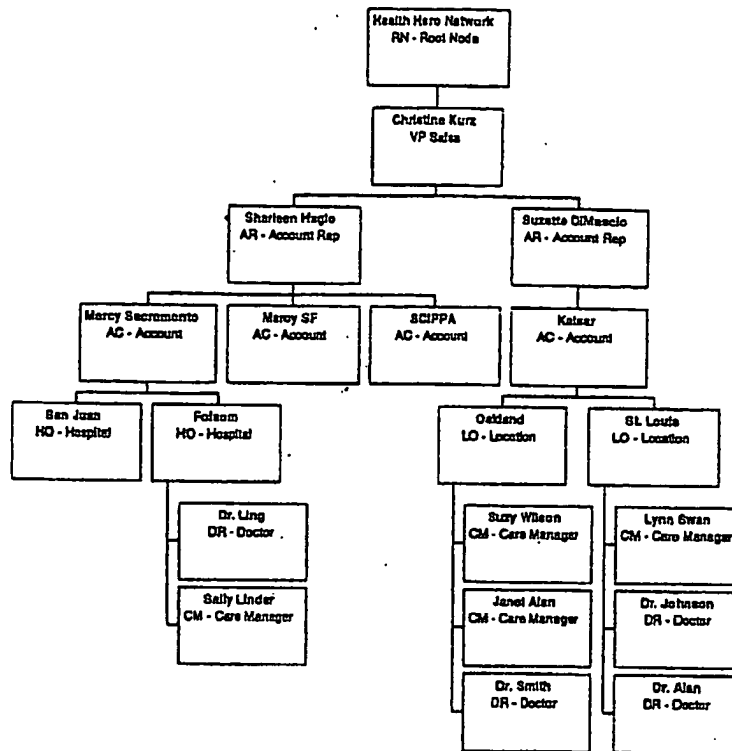 Health Hero Network
RN - Root Node
Christine Kurz
VP Sales
Sharleen Hagio
AR - Account Rep
Suzette DiMascio
AR - Account Rep
Mercy Sacramento
AC - Account
Mercy SF
AC - Account
SCIPPA
AC - Account
Kaiser
AC - Account
San Juan
HO - Hospital
Folsom
HO - Hospital
Oakland
LO - Location
St. Louis
LO - Location
Dr. Ling
DR - Doctor
Suzy Wilson
CM - Care Manager
Lynn Swan
CM - Care Manager
Sally Linder
CM - Care Manager
Janet Alan
CM - Care Manager
Dr. Johnson
DR - Doctor
Dr. Smith
DR - Doctor
Dr. Alan
DR - Doctor